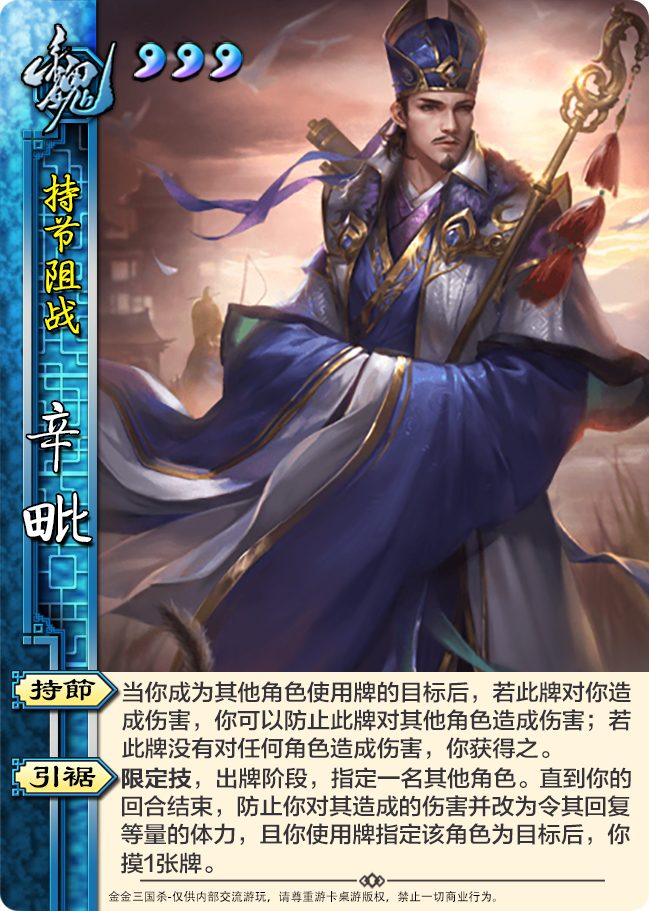 魏
持节阻战
辛毗
持節
当你成为其他角色使用牌的目标后，若此牌对你造
成伤害，你可以防止此牌对其他角色造成伤害；若
此牌没有对任何角色造成伤害，你获得之。
引裾
限定技，出牌阶段，指定一名其他角色。直到你的
回合结束，防止你对其造成的伤害并改为令其回复
等量的体力，且你使用牌指定该角色为目标后，你
摸1张牌。
金金三国杀-仅供内部交流游玩，请尊重游卡桌游版权，禁止一切商业行为。